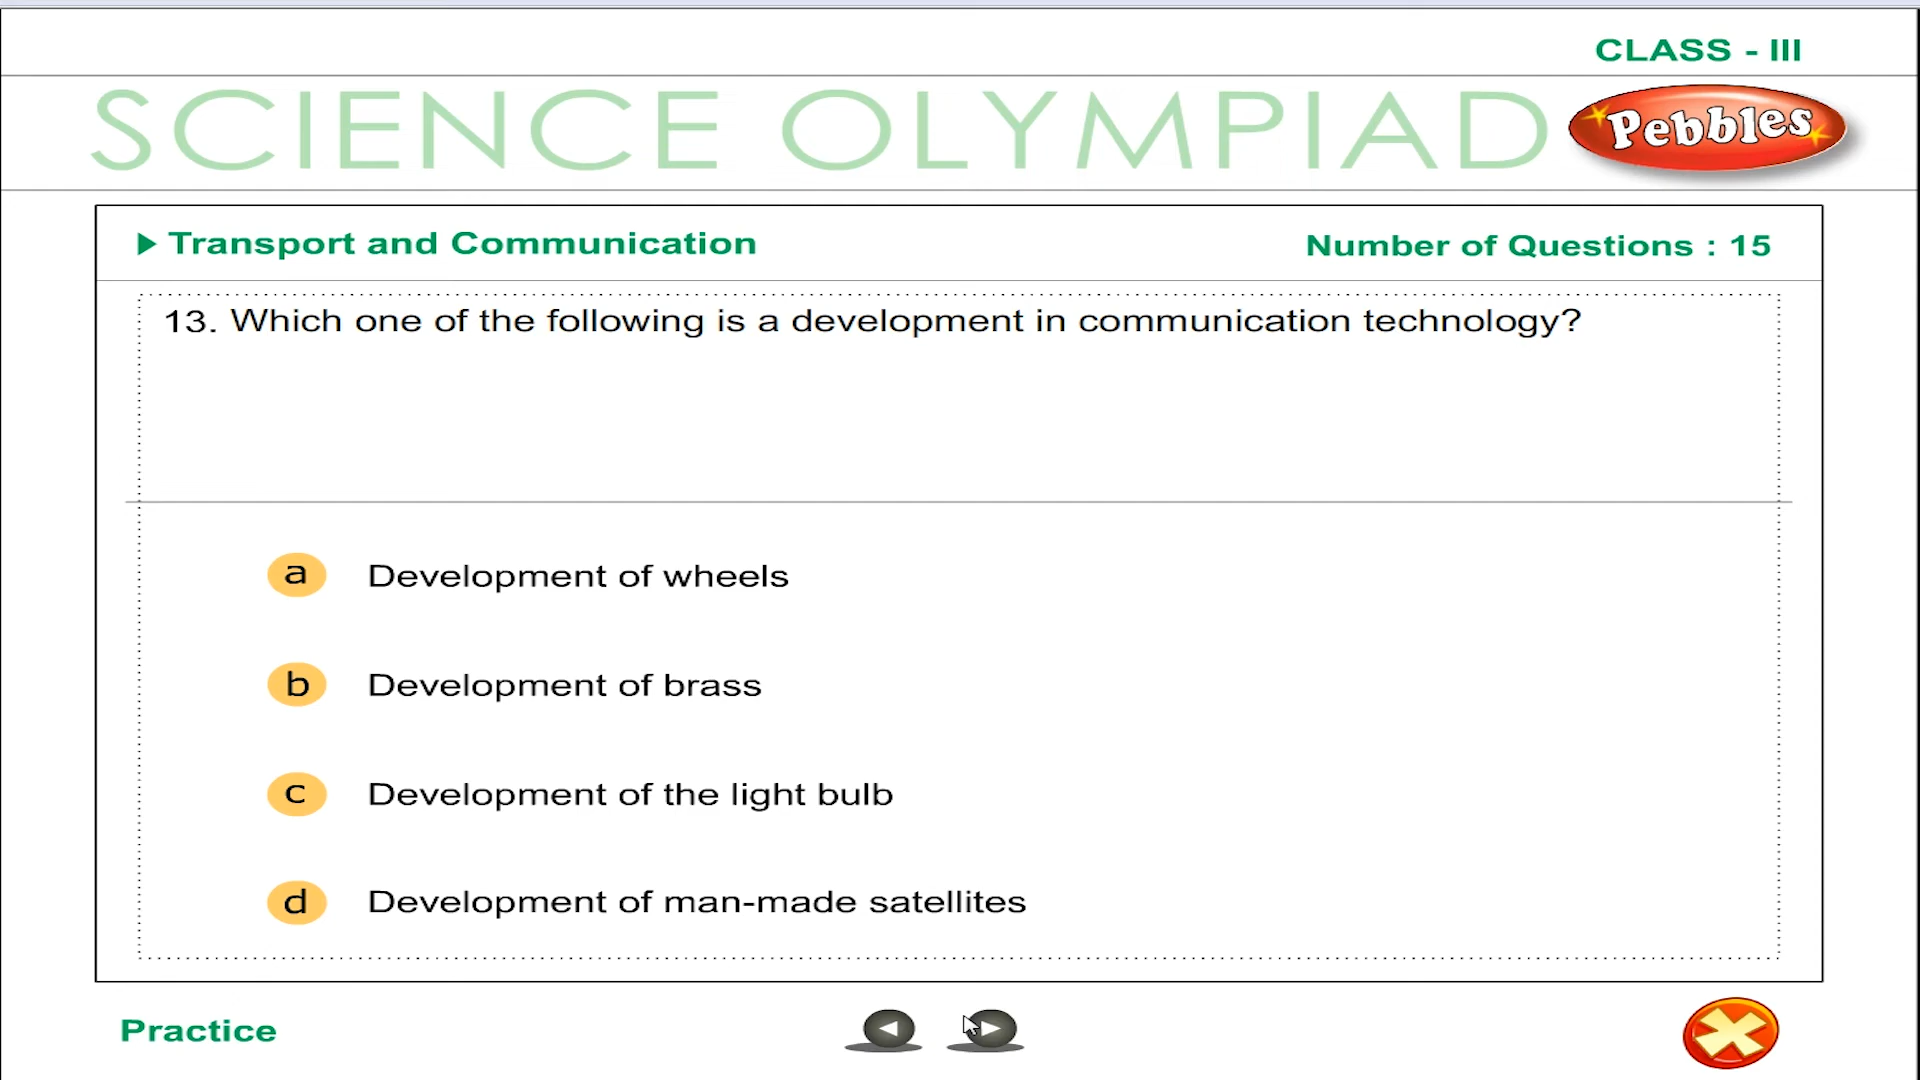 CLASS - III
SCIENCE OLYMPIAD
Pebbles
Transport and Communication
Number of Questions : 15
13. Which one of the following is a development in communication technology?
a Development of wheels
b Development of brass
c Development of the light bulb
d Development of man-made satellites
Practice